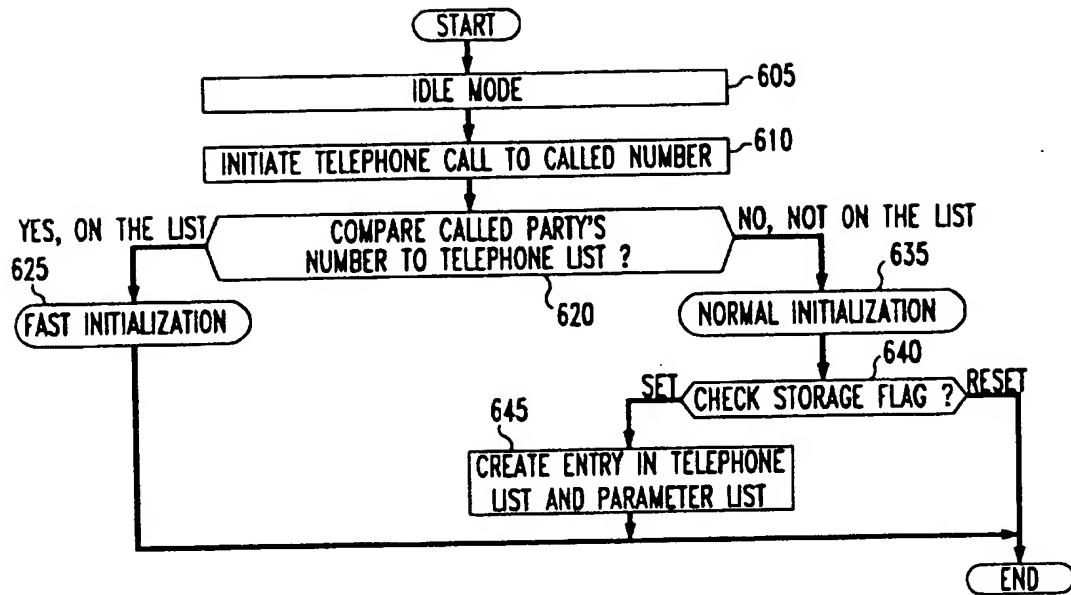 START
IDLE MODE
605
INITIATE TELEPHONE CALL TO CALLED NUMBER
610
YES, ON THE LIST
COMPARE CALLED PARTY'S
NUMBER TO TELEPHONE LIST ?
NO, NOT ON THE LIST
620
625
FAST INITIALIZATION
635
NORMAL INITIALIZATION
640
SET
CHECK STORAGE FLAG ?
RESET
645
CREATE ENTRY IN TELEPHONE
LIST AND PARAMETER LIST
END